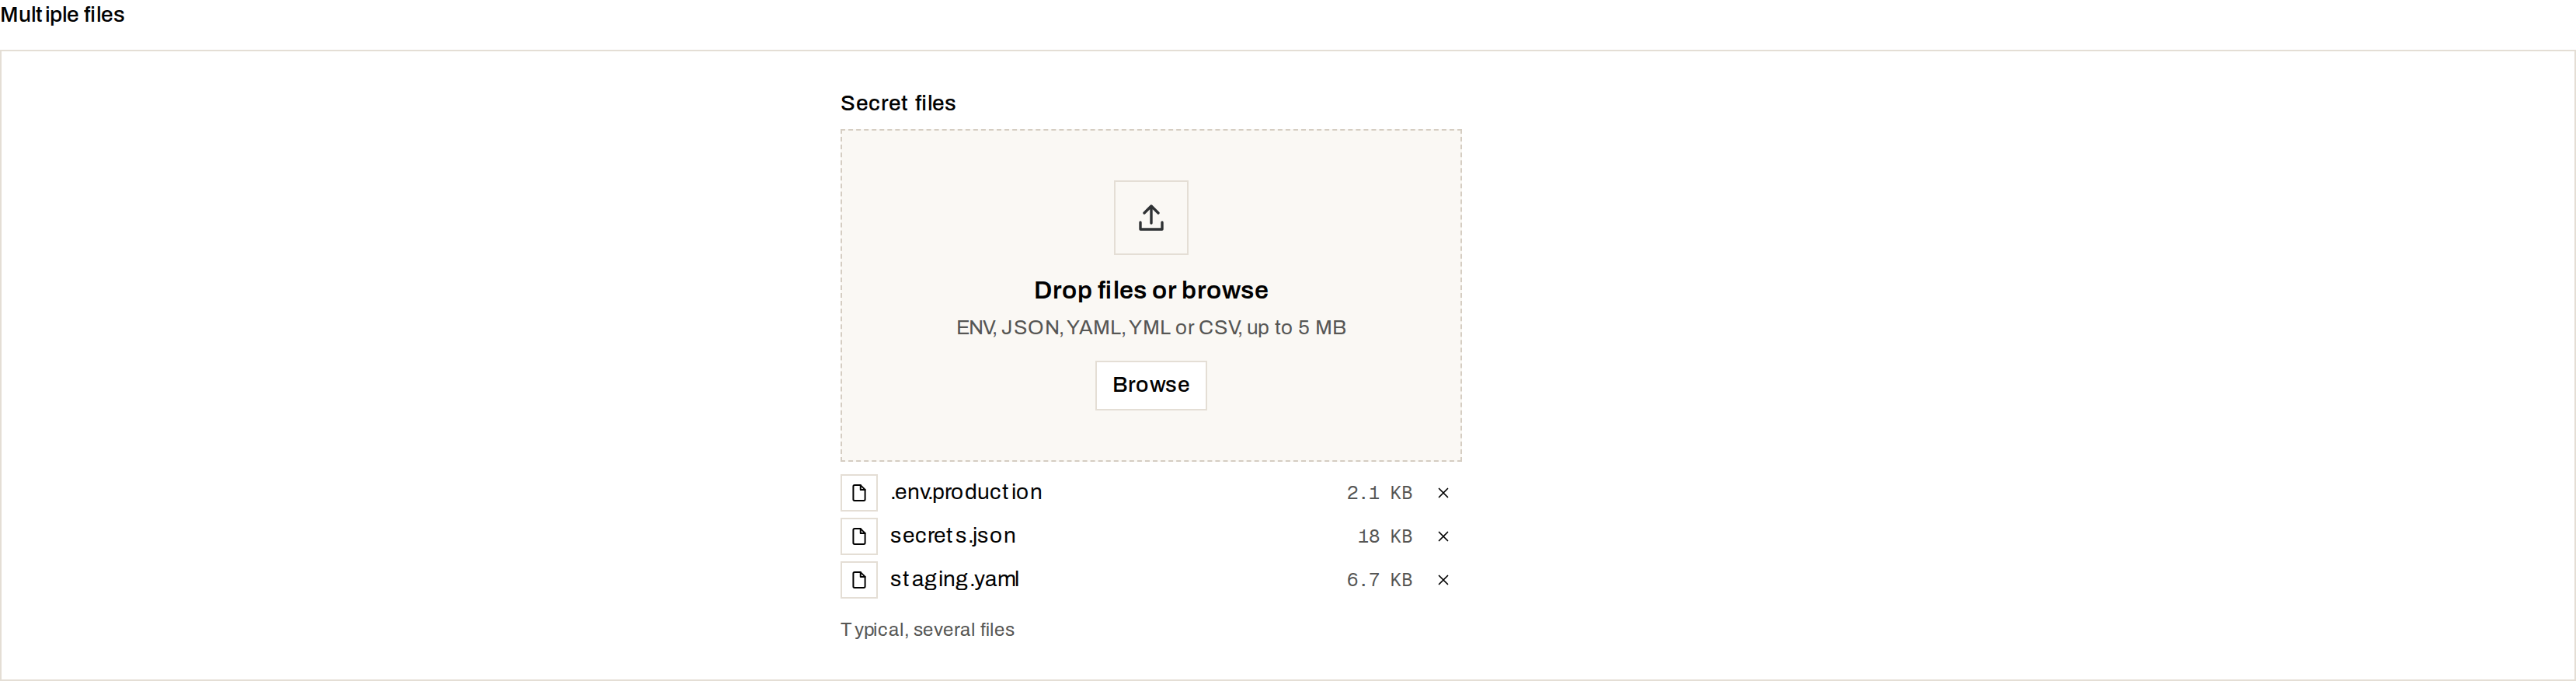 Multiple files
Secret files
Drop files or browse
ENV, JSON, YAML, YML or CSV, up to 5 MB
Browse
.env.production 2.1 KB
secrets.json 18 KB
staging.yaml 6.7 KB
Typical, several files